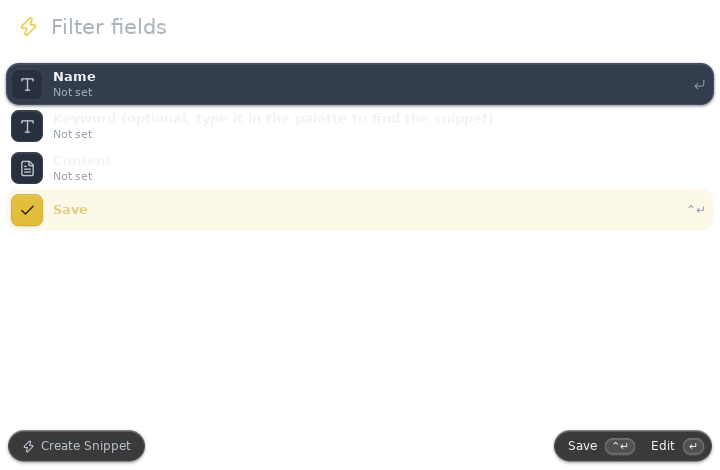 Filter fields
Name
Not set
Keyword (optional, type it in the palette to find the snippet)
Not set
Content
Not set
Save
Create Snippet
Save
Edit